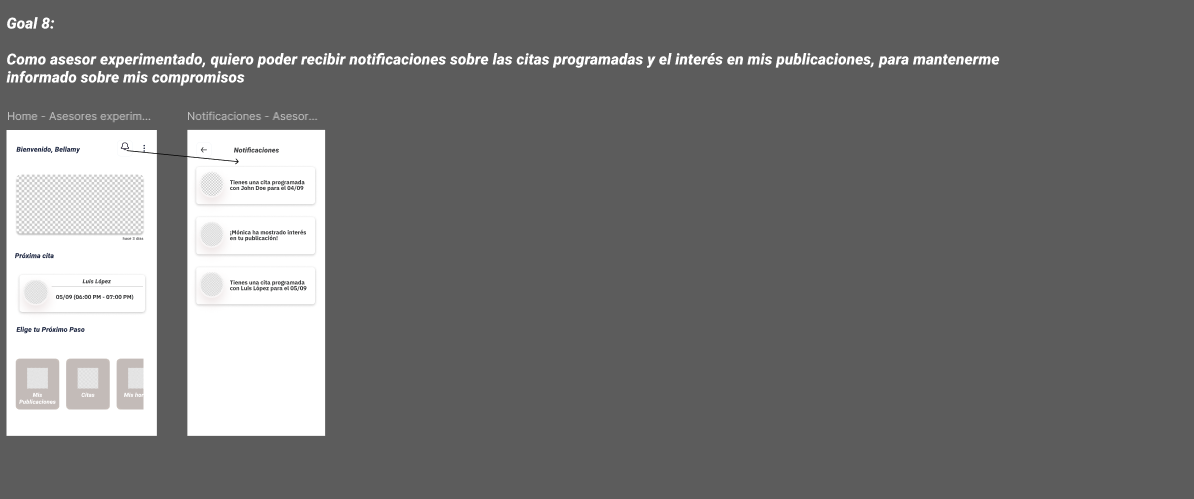 Goal 8:
Como asesor experimentado, quiero poder recibir notificaciones sobre las citas programadas y el interés en mis publicaciones, para mantenerme
informado sobre mis compromisos
Home - Asesores experim...
Notificaciones - Asesor...
Bienvenido, Bellamy
hace 3 días
Próxima cita
Luis López
05/09 (06:00 PM - 07:00 PM)
Elige tu Próximo Paso
Mis
Publicaciones
Citas
Mis hor
Notificaciones
Tienes una cita programada
con John Doe para el 04/09
¡Mónica ha mostrado interés
en tu publicación!
Tienes una cita programada
con Luis López para el 05/09